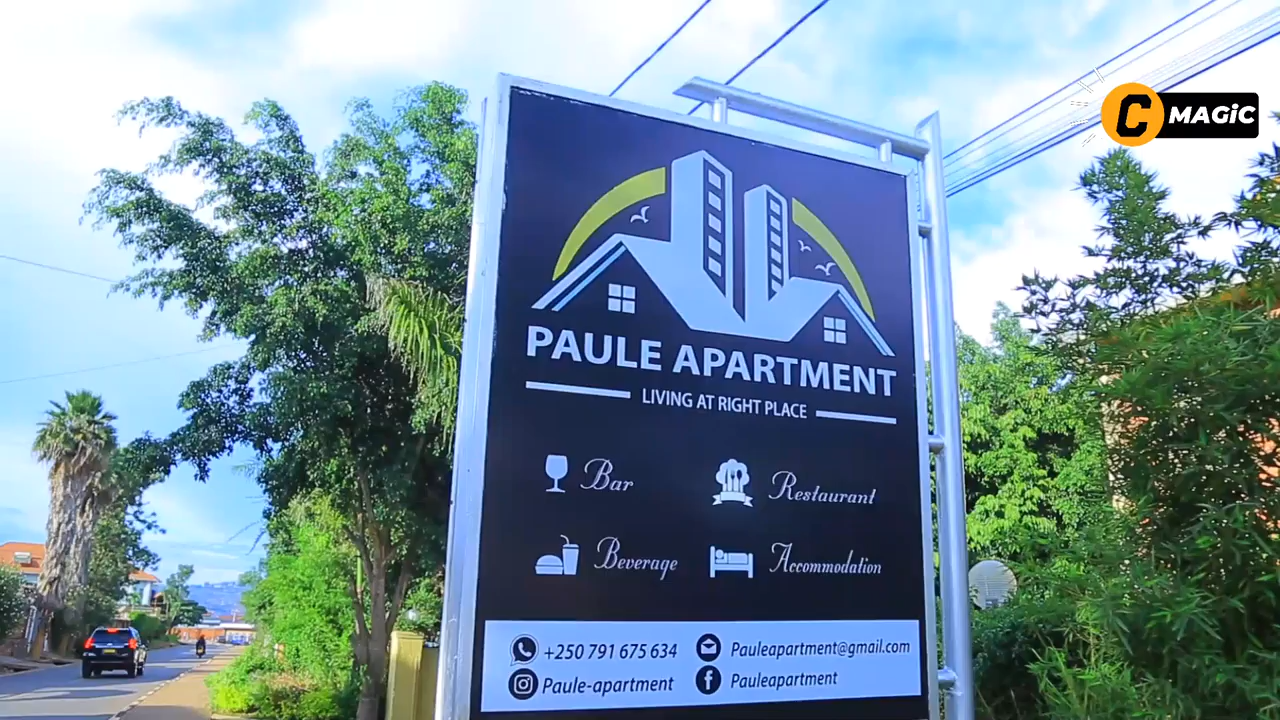 C MAGiC
PAULE APARTMENT
LIVING AT RIGHT PLACE
Bar
Restaurant
Beverage
Accommodation
+250 791 675 634
Pauleapartment@gmail.com
Paule-apartment
Pauleapartment